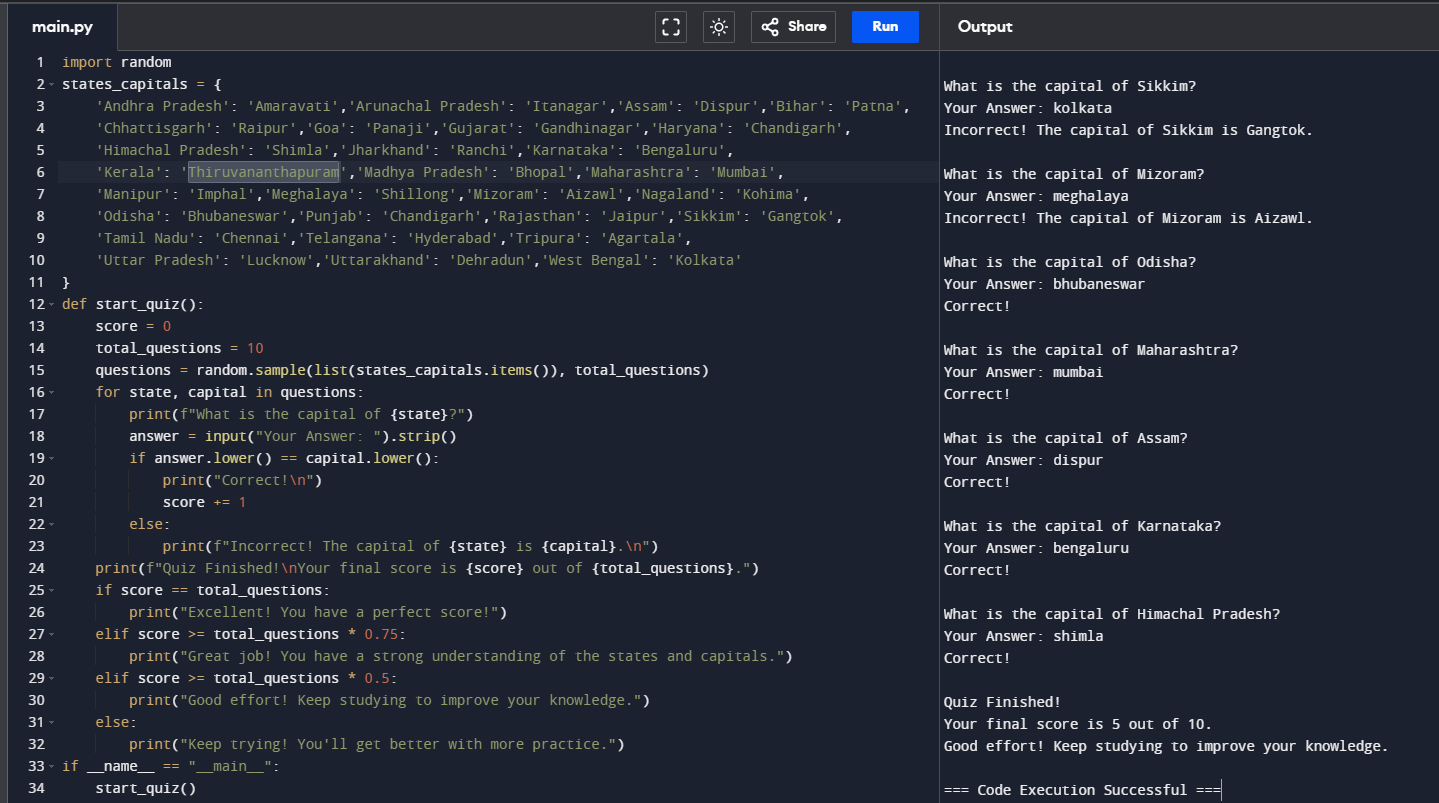 main.py
Share
Run
Output
1 import random
2 states_capitals = {
3     'Andhra Pradesh': 'Amaravati','Arunachal Pradesh': 'Itanagar','Assam': 'Dispur','Bihar': 'Patna',
4     'Chhattisgarh': 'Raipur','Goa': 'Panaji','Gujarat': 'Gandhinagar','Haryana': 'Chandigarh',
5     'Himachal Pradesh': 'Shimla','Jharkhand': 'Ranchi','Karnataka': 'Bengaluru',
6     'Kerala': 'Thiruvananthapuram','Madhya Pradesh': 'Bhopal','Maharashtra': 'Mumbai',
7     'Manipur': 'Imphal','Meghalaya': 'Shillong','Mizoram': 'Aizawl','Nagaland': 'Kohima',
8     'Odisha': 'Bhubaneswar','Punjab': 'Chandigarh','Rajasthan': 'Jaipur','Sikkim': 'Gangtok',
9     'Tamil Nadu': 'Chennai','Telangana': 'Hyderabad','Tripura': 'Agartala',
10     'Uttar Pradesh': 'Lucknow','Uttarakhand': 'Dehradun','West Bengal': 'Kolkata'
11 }
12 def start_quiz():
13     score = 0
14     total_questions = 10
15     questions = random.sample(list(states_capitals.items()), total_questions)
16     for state, capital in questions:
17         print(f"What is the capital of {state}?")
18         answer = input("Your Answer: ").strip()
19         if answer.lower() == capital.lower():
20             print("Correct!\n")
21             score += 1
22         else:
23             print(f"Incorrect! The capital of {state} is {capital}.\n")
24     print(f"Quiz Finished!\nYour final score is {score} out of {total_questions}.")
25     if score == total_questions:
26         print("Excellent! You have a perfect score!")
27     elif score >= total_questions * 0.75:
28         print("Great job! You have a strong understanding of the states and capitals.")
29     elif score >= total_questions * 0.5:
30         print("Good effort! Keep studying to improve your knowledge.")
31     else:
32         print("Keep trying! You'll get better with more practice.")
33 if __name__ == "__main__":
34     start_quiz()
What is the capital of Sikkim?
Your Answer: kolkata
Incorrect! The capital of Sikkim is Gangtok.
What is the capital of Mizoram?
Your Answer: meghalaya
Incorrect! The capital of Mizoram is Aizawl.
What is the capital of Odisha?
Your Answer: bhubaneswar
Correct!
What is the capital of Maharashtra?
Your Answer: mumbai
Correct!
What is the capital of Assam?
Your Answer: dispur
Correct!
What is the capital of Karnataka?
Your Answer: bengaluru
Correct!
What is the capital of Himachal Pradesh?
Your Answer: shimla
Correct!
Quiz Finished!
Your final score is 5 out of 10.
Good effort! Keep studying to improve your knowledge.
=== Code Execution Successful ===